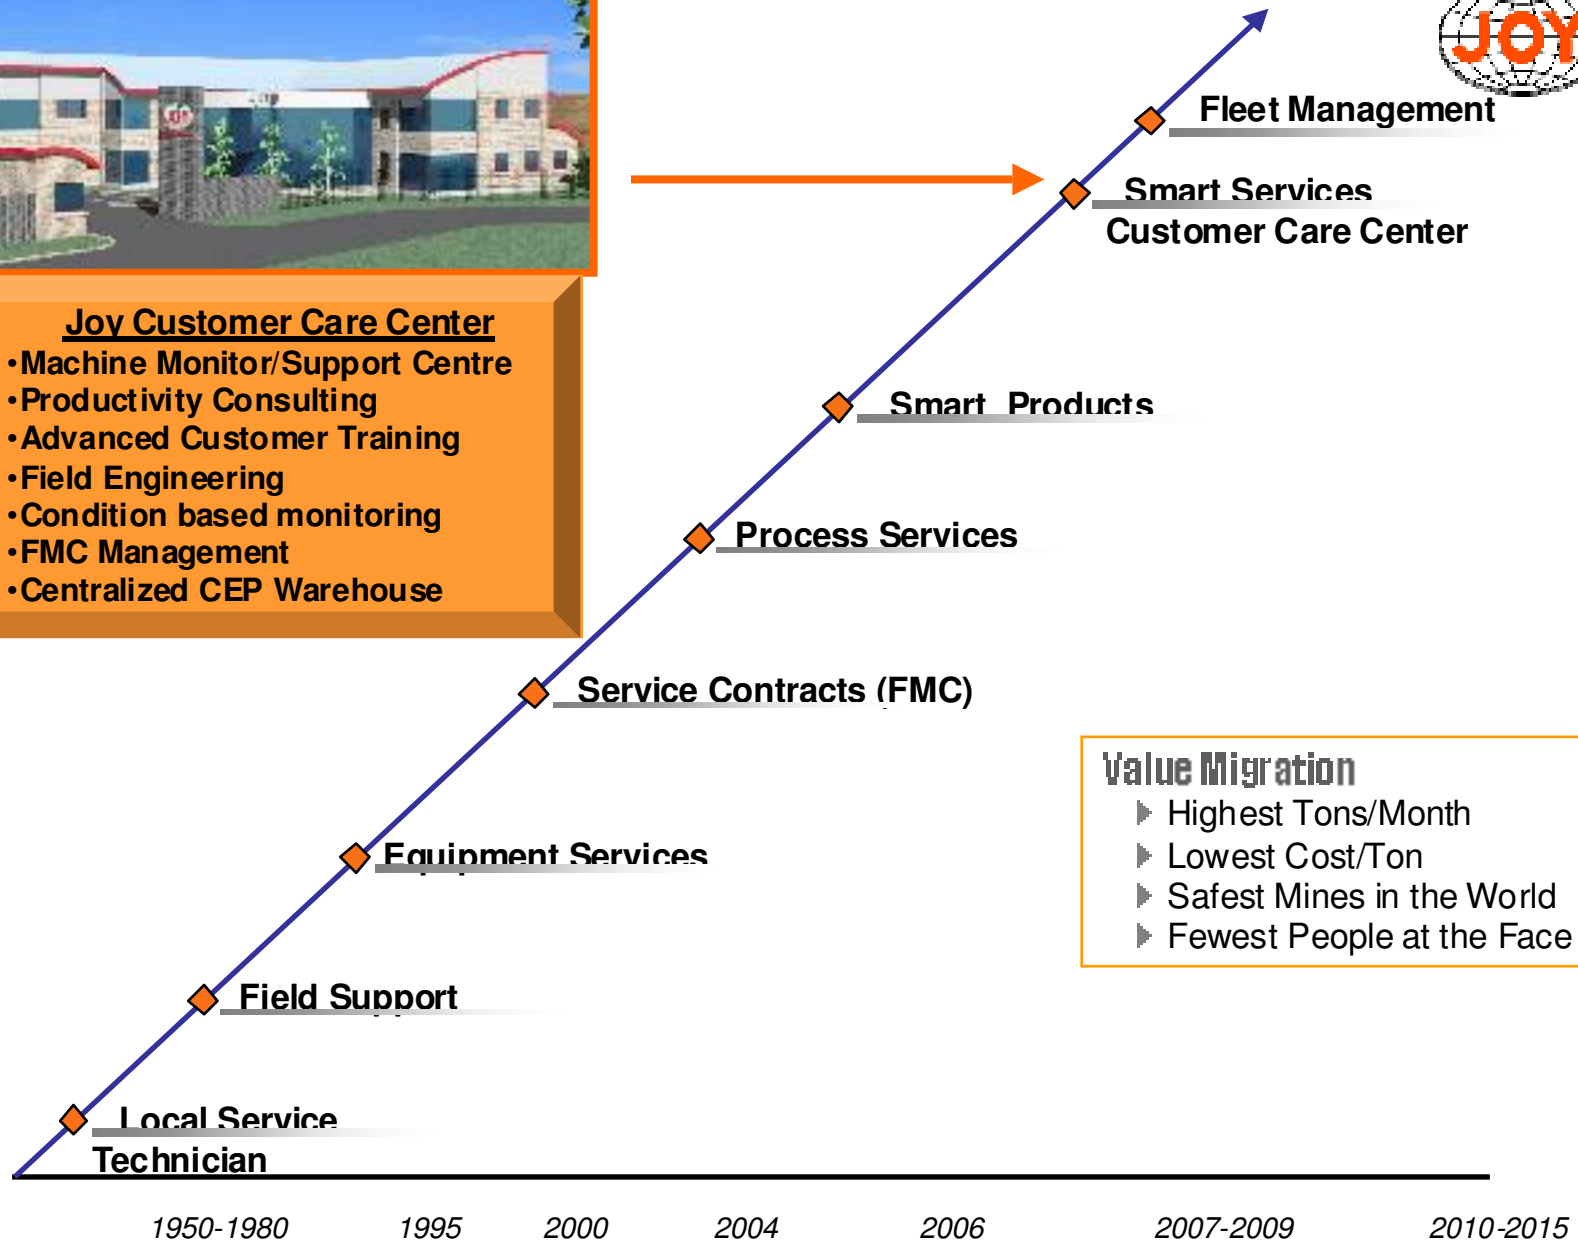 JOY
Fleet Management
Smart Services
Customer Care Center
Joy Customer Care Center
•Machine Monitor/Support Centre
•Productivity Consulting
•Advanced Customer Training
•Field Engineering
•Condition based monitoring
•FMC Management
•Centralized CEP Warehouse
Smart Products
Process Services
Service Contracts (FMC)
Equipment Services
Field Support
Local Service
Technician
Value Migration
Highest Tons/Month
Lowest Cost/Ton
Safest Mines in the World
Fewest People at the Face
1950-1980 1995 2000 2004 2006 2007-2009 2010-2015